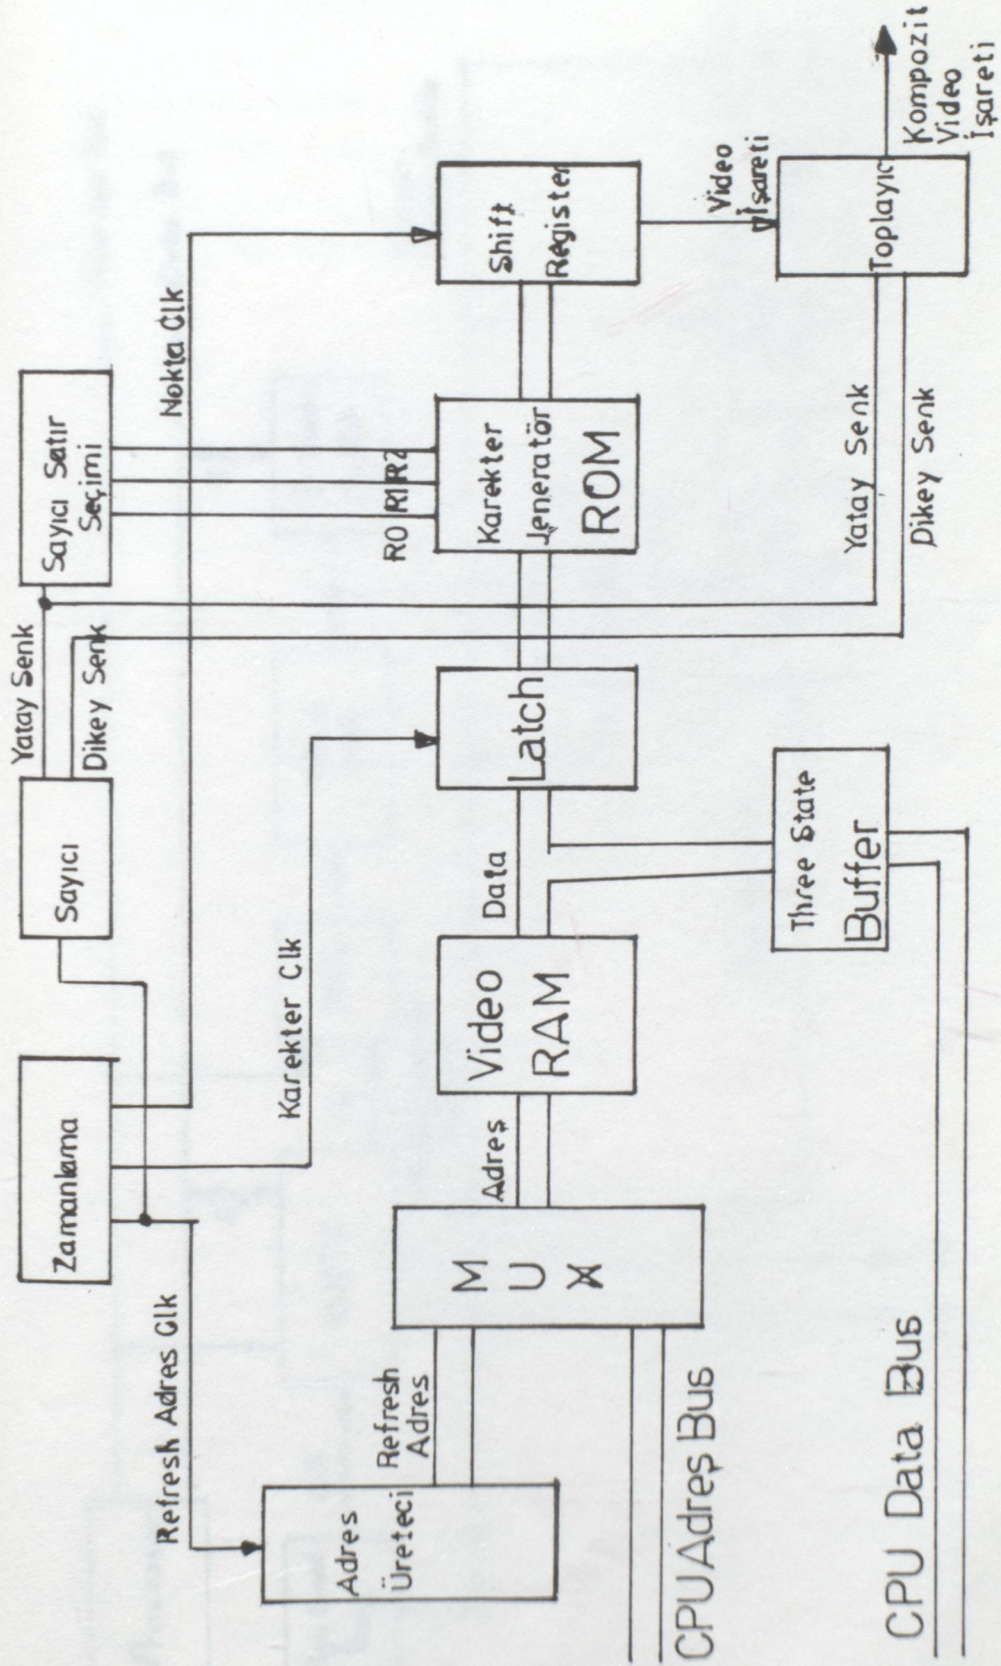 Zamanlama
Sayıcı
Yatay Senk
Dikey Senk
Sayıcı Satır
Seçimi
Refresh Adres Clk
Karekter Clk
Nokta Clk
R0 R1 R2
Adres
Üreteci
Refresh
Adres
M
U
X
Adreş
Video
RAM
Data
Latch
Karekter
Jeneratör
ROM
Shift
Register
Video
İşareti
CPU Adreş Bus
Three State
Buffer
Yatay Senk
Dikey Senk
Toplayıcı
Kompozit
Video
İşareti
CPU Data Bus